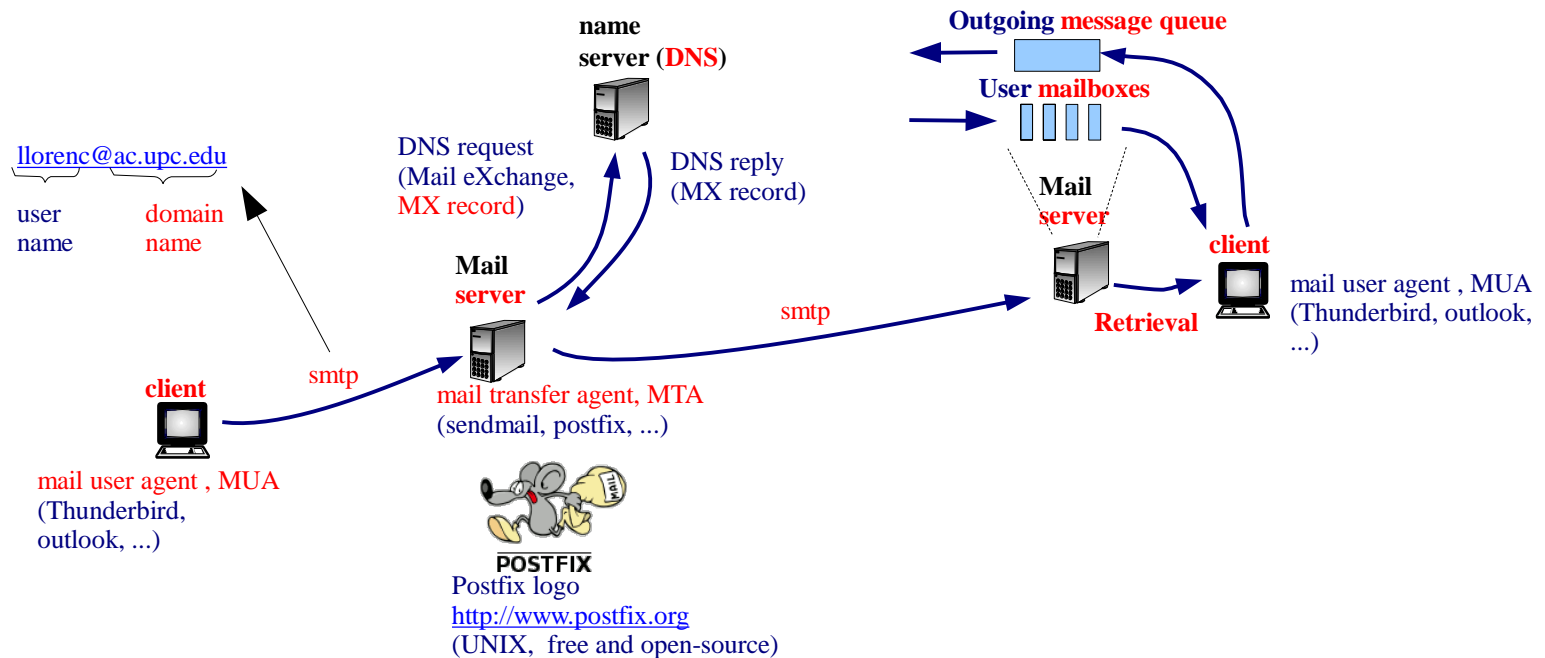 name
server (DNS)
Outgoing message queue
User mailboxes
llorenc@ac.upc.edu
user
name
domain
name
DNS request
(Mail eXchange,
MX record)
DNS reply
(MX record)
Mail
server
Mail
server
client
mail user agent , MUA
(Thunderbird, outlook,
...)
Retrieval
smtp
smtp
client
mail user agent , MUA
(Thunderbird,
outlook, ...)
mail transfer agent, MTA
(sendmail, postfix, ...)
MAIL
POSTFIX
Postfix logo
http://www.postfix.org
(UNIX,  free and open-source)